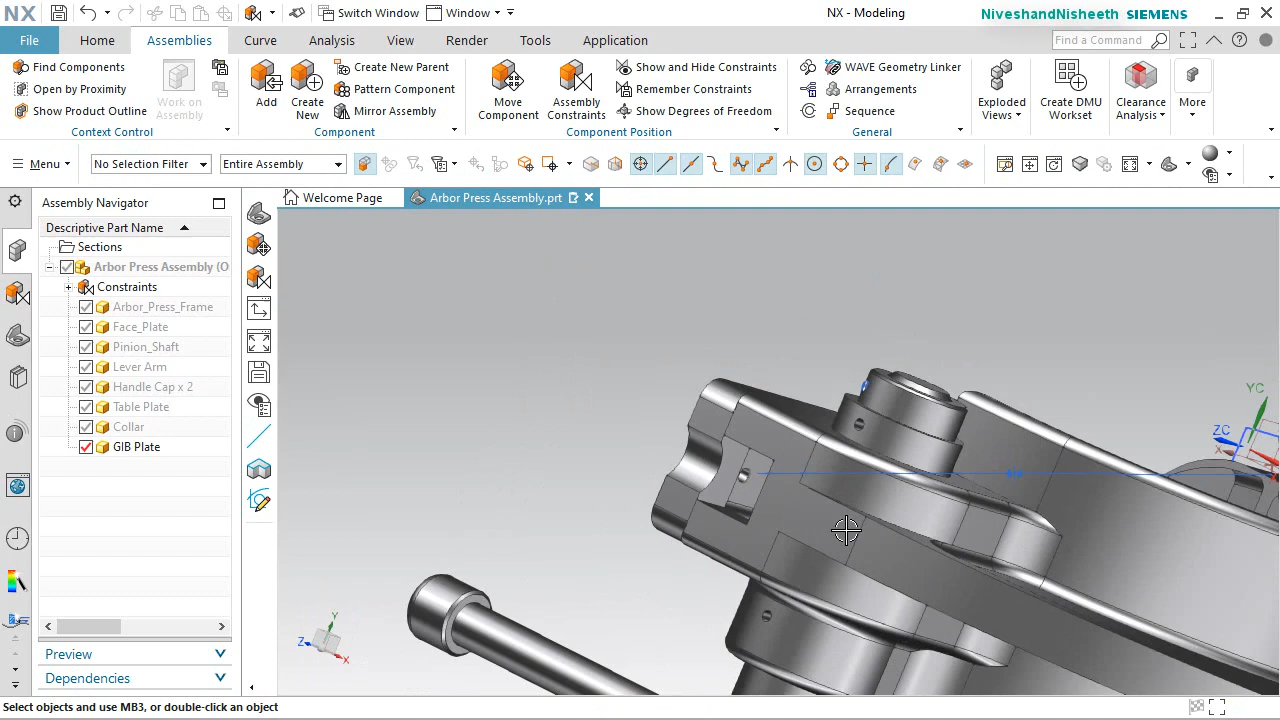 NX
Switch Window
Window
NX - Modeling
NiveshandNisheeth SIEMENS
File
Home
Assemblies
Curve
Analysis
View
Render
Tools
Application
Find a Command
Find Components
Open by Proximity
Show Product Outline
Work on Assembly
Context Control
Add
Create New
Create New Parent
Pattern Component
Mirror Assembly
Component
Move Component
Assembly Constraints
Show and Hide Constraints
Remember Constraints
Show Degrees of Freedom
Component Position
WAVE Geometry Linker
Arrangements
Sequence
General
Exploded Views
Create DMU Workset
Clearance Analysis
More
Menu
No Selection Filter
Entire Assembly
Assembly Navigator
Welcome Page
Arbor Press Assembly.prt
Descriptive Part Name
Sections
Arbor Press Assembly (O
Constraints
Arbor_Press_Frame
Face_Plate
Pinion_Shaft
Lever Arm
Handle Cap x 2
Table Plate
Collar
GIB Plate
YC
ZC
X
Y
Z
X
Preview
Dependencies
Select objects and use MB3, or double-click an object